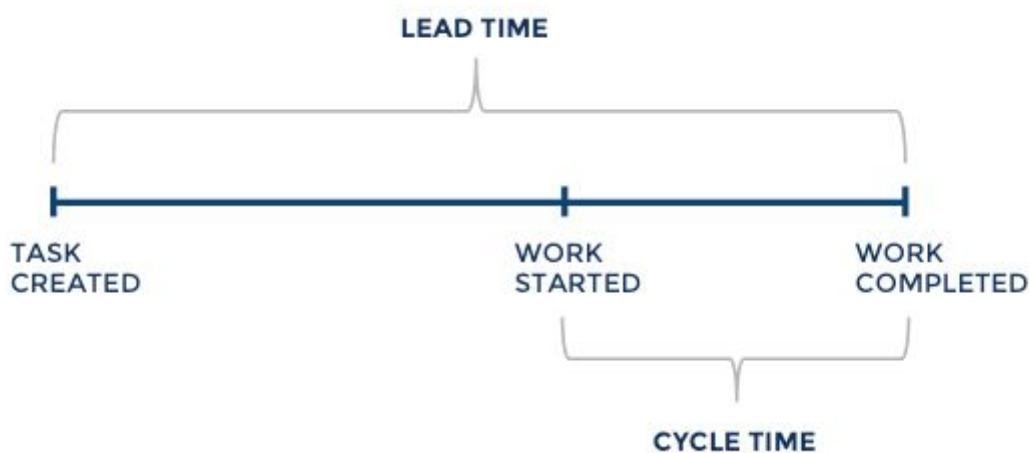 LEAD TIME
TASK
CREATED
WORK
STARTED
WORK
COMPLETED
CYCLE TIME